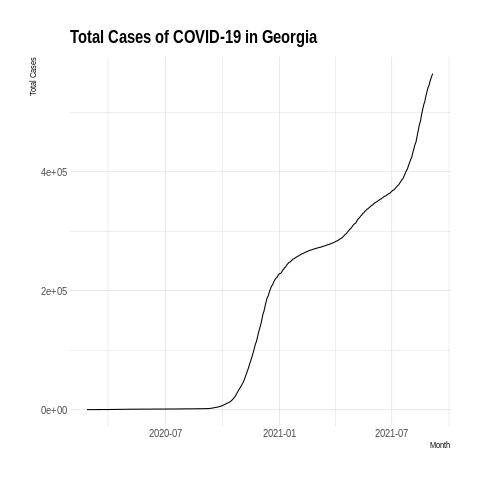 Total Cases of COVID-19 in Georgia
Total Cases
4e+05
2e+05
0e+00
2020-07 2021-01 2021-07
Month